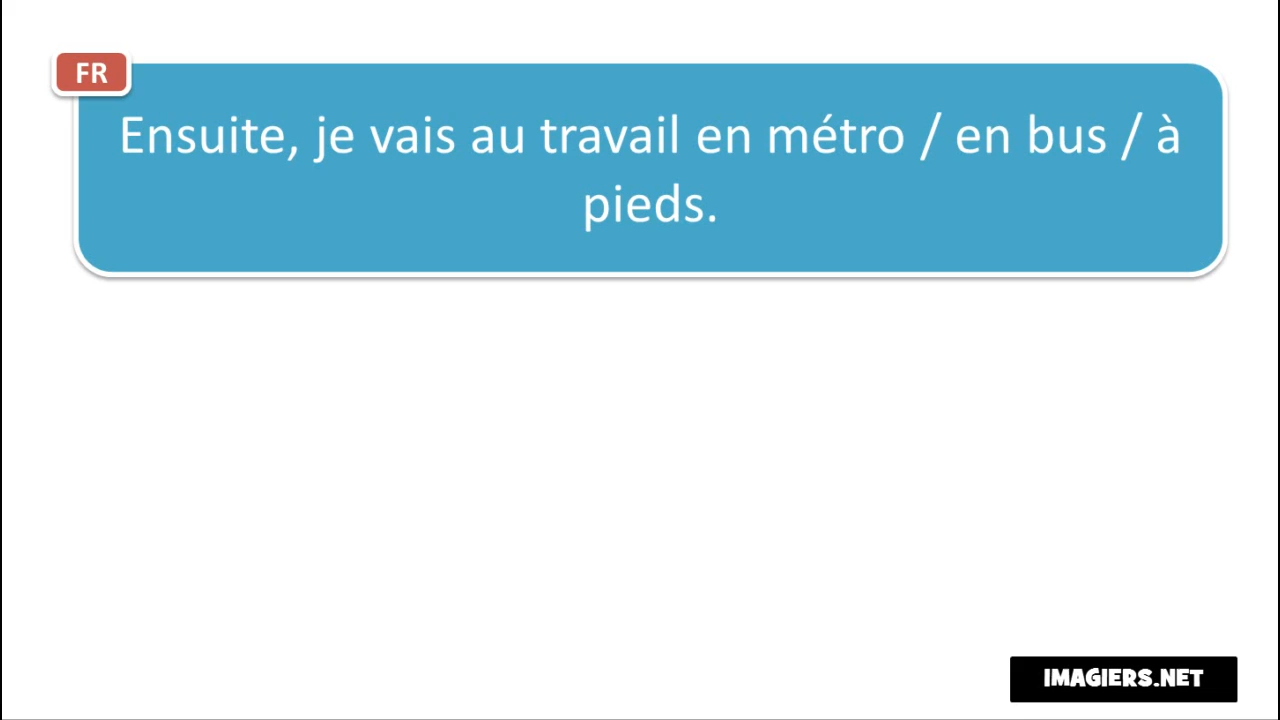 FR
Ensuite, je vais au travail en métro / en bus / à
pieds.
IMAGIERS.NET